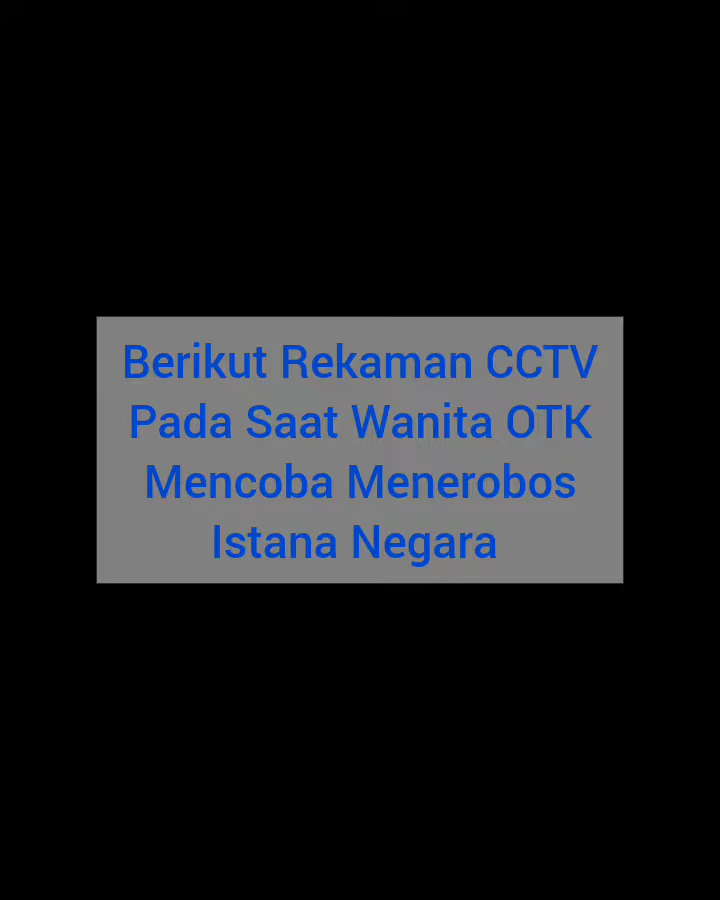 Berikut Rekaman CCTV
Pada Saat Wanita OTK
Mencoba Menerobos
Istana Negara